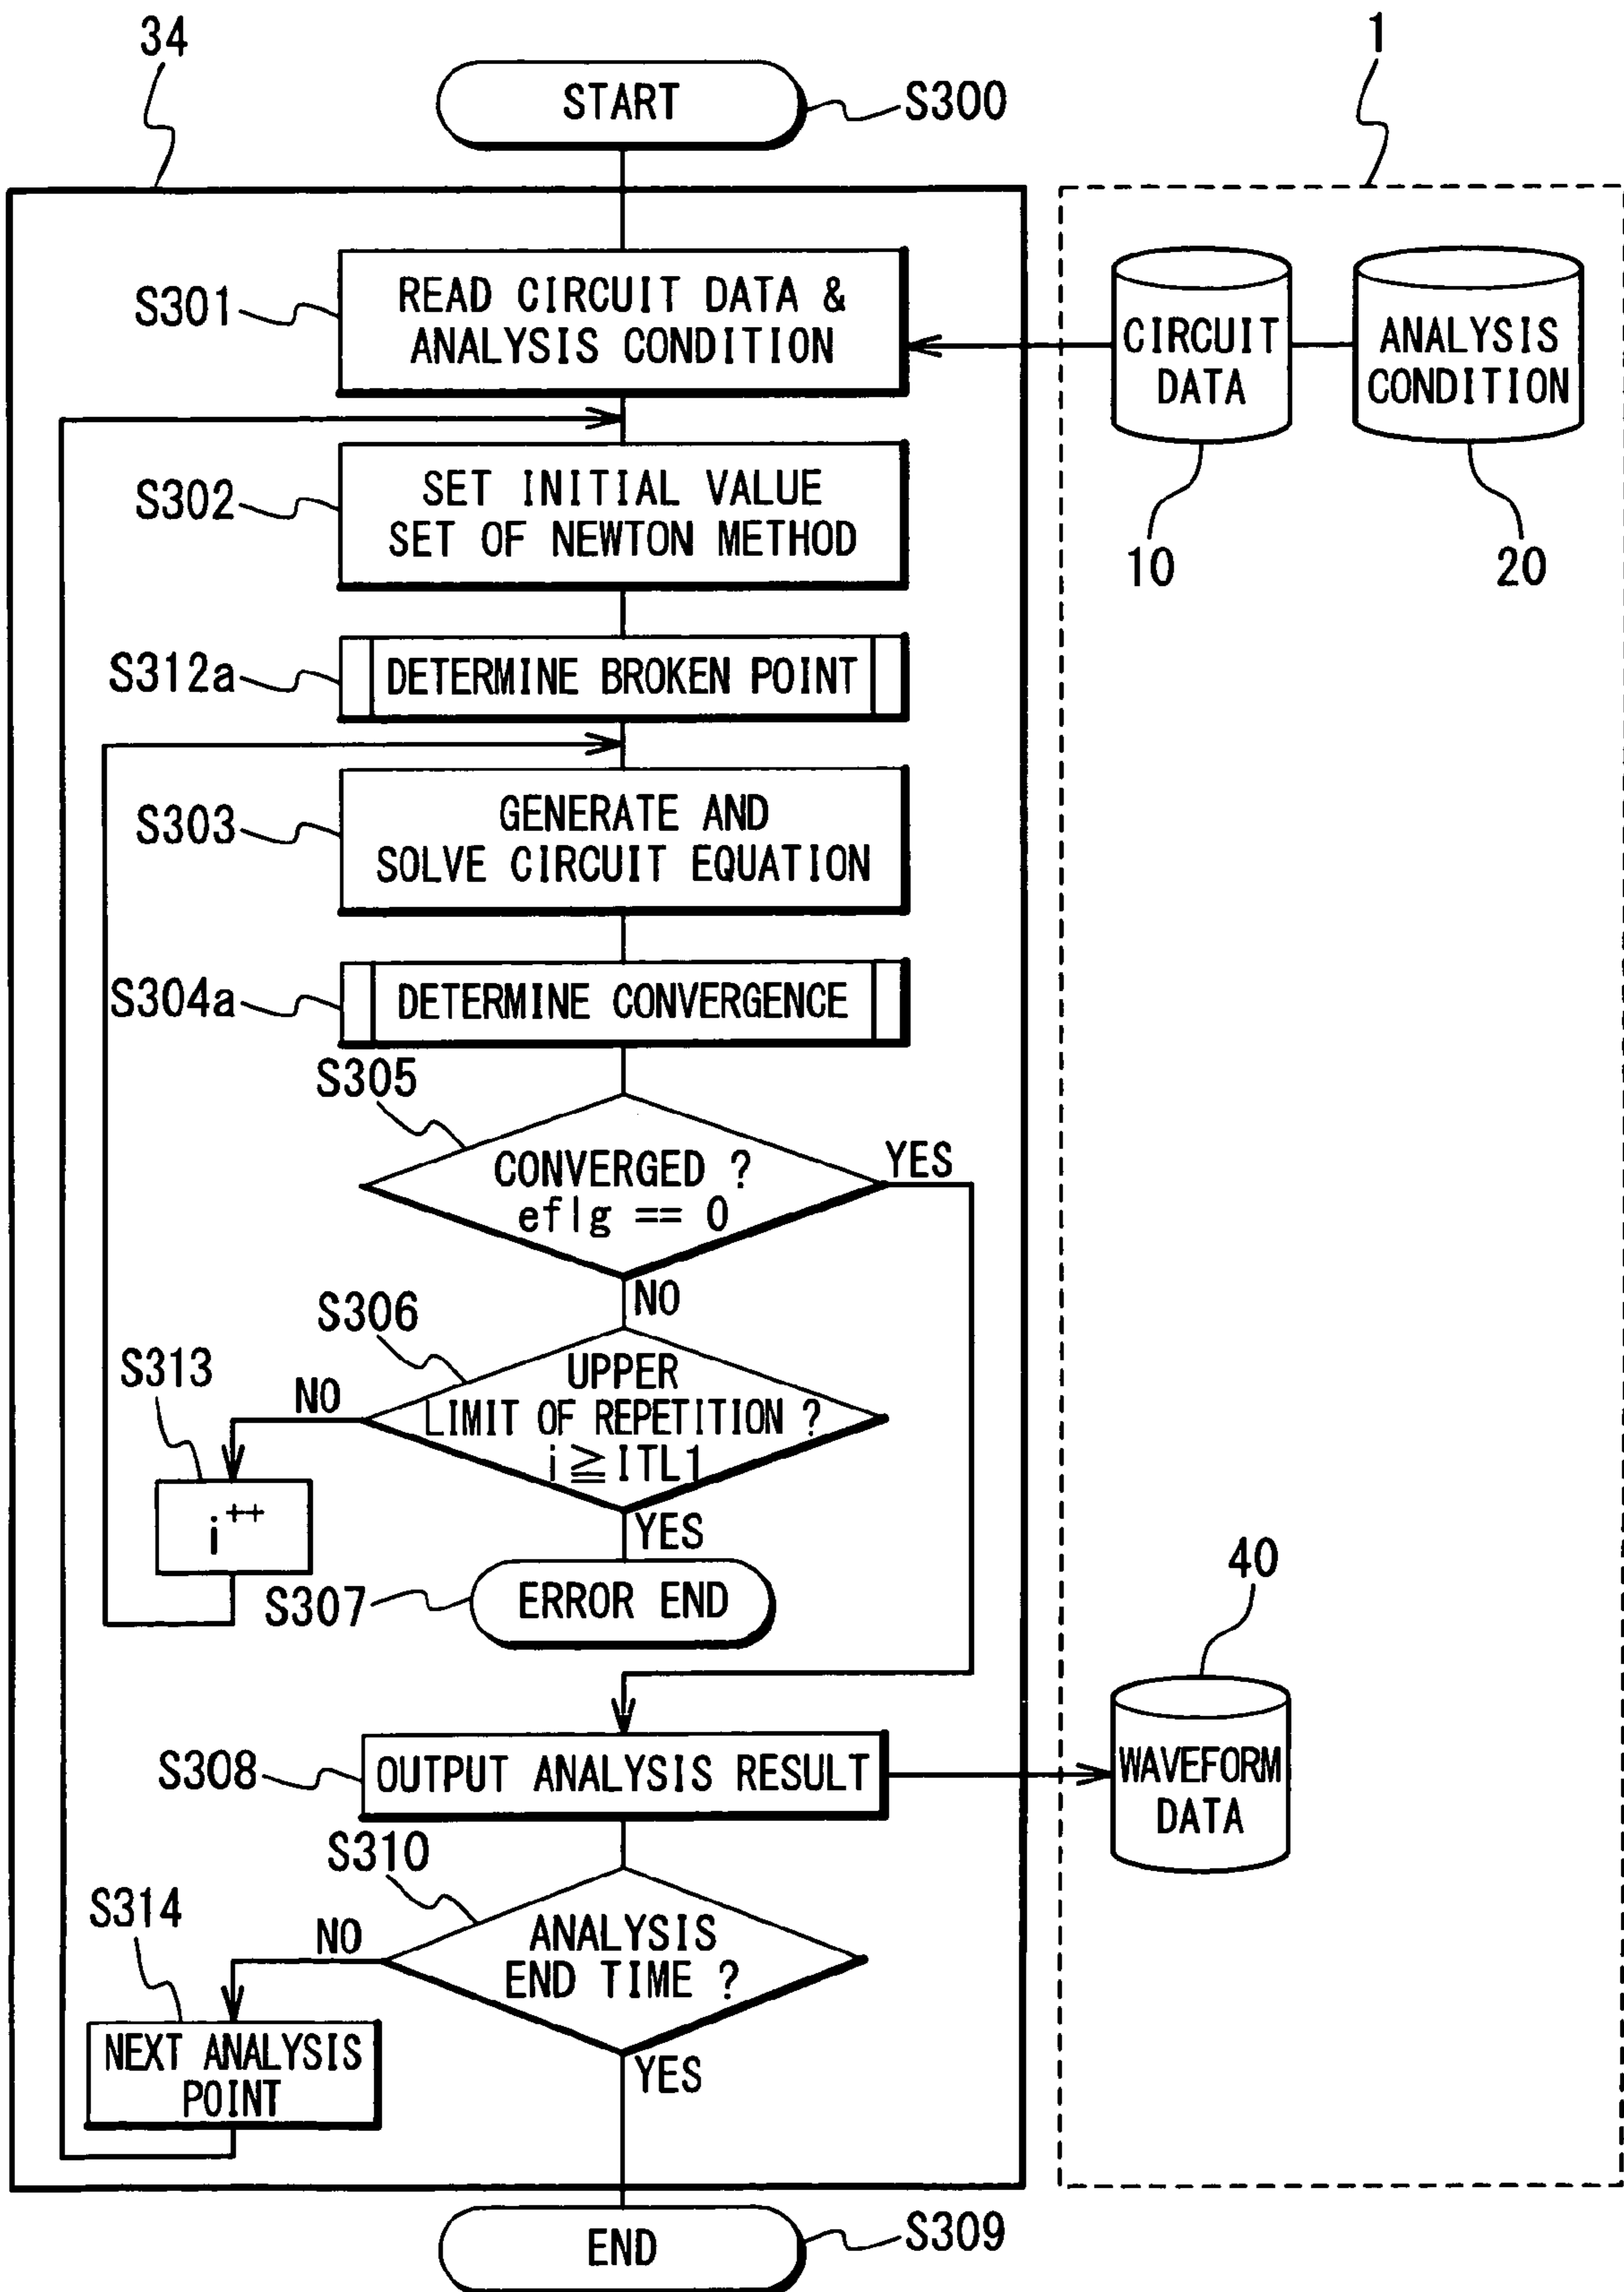 34
1
START
S300
S301
READ CIRCUIT DATA &
ANALYSIS CONDITION
CIRCUIT
DATA
ANALYSIS
CONDITION
10
20
S302
SET INITIAL VALUE
SET OF NEWTON METHOD
S312a
DETERMINE BROKEN POINT
S303
GENERATE AND
SOLVE CIRCUIT EQUATION
S304a
DETERMINE CONVERGENCE
S305
CONVERGED ?
eflg == 0
YES
NO
S306
UPPER
LIMIT OF REPETITION ?
i ≧ ITL1
NO
S313
i++
YES
S307
ERROR END
40
WAVEFORM
DATA
S308
OUTPUT ANALYSIS RESULT
S310
ANALYSIS
END TIME ?
NO
S314
NEXT ANALYSIS
POINT
YES
END
S309